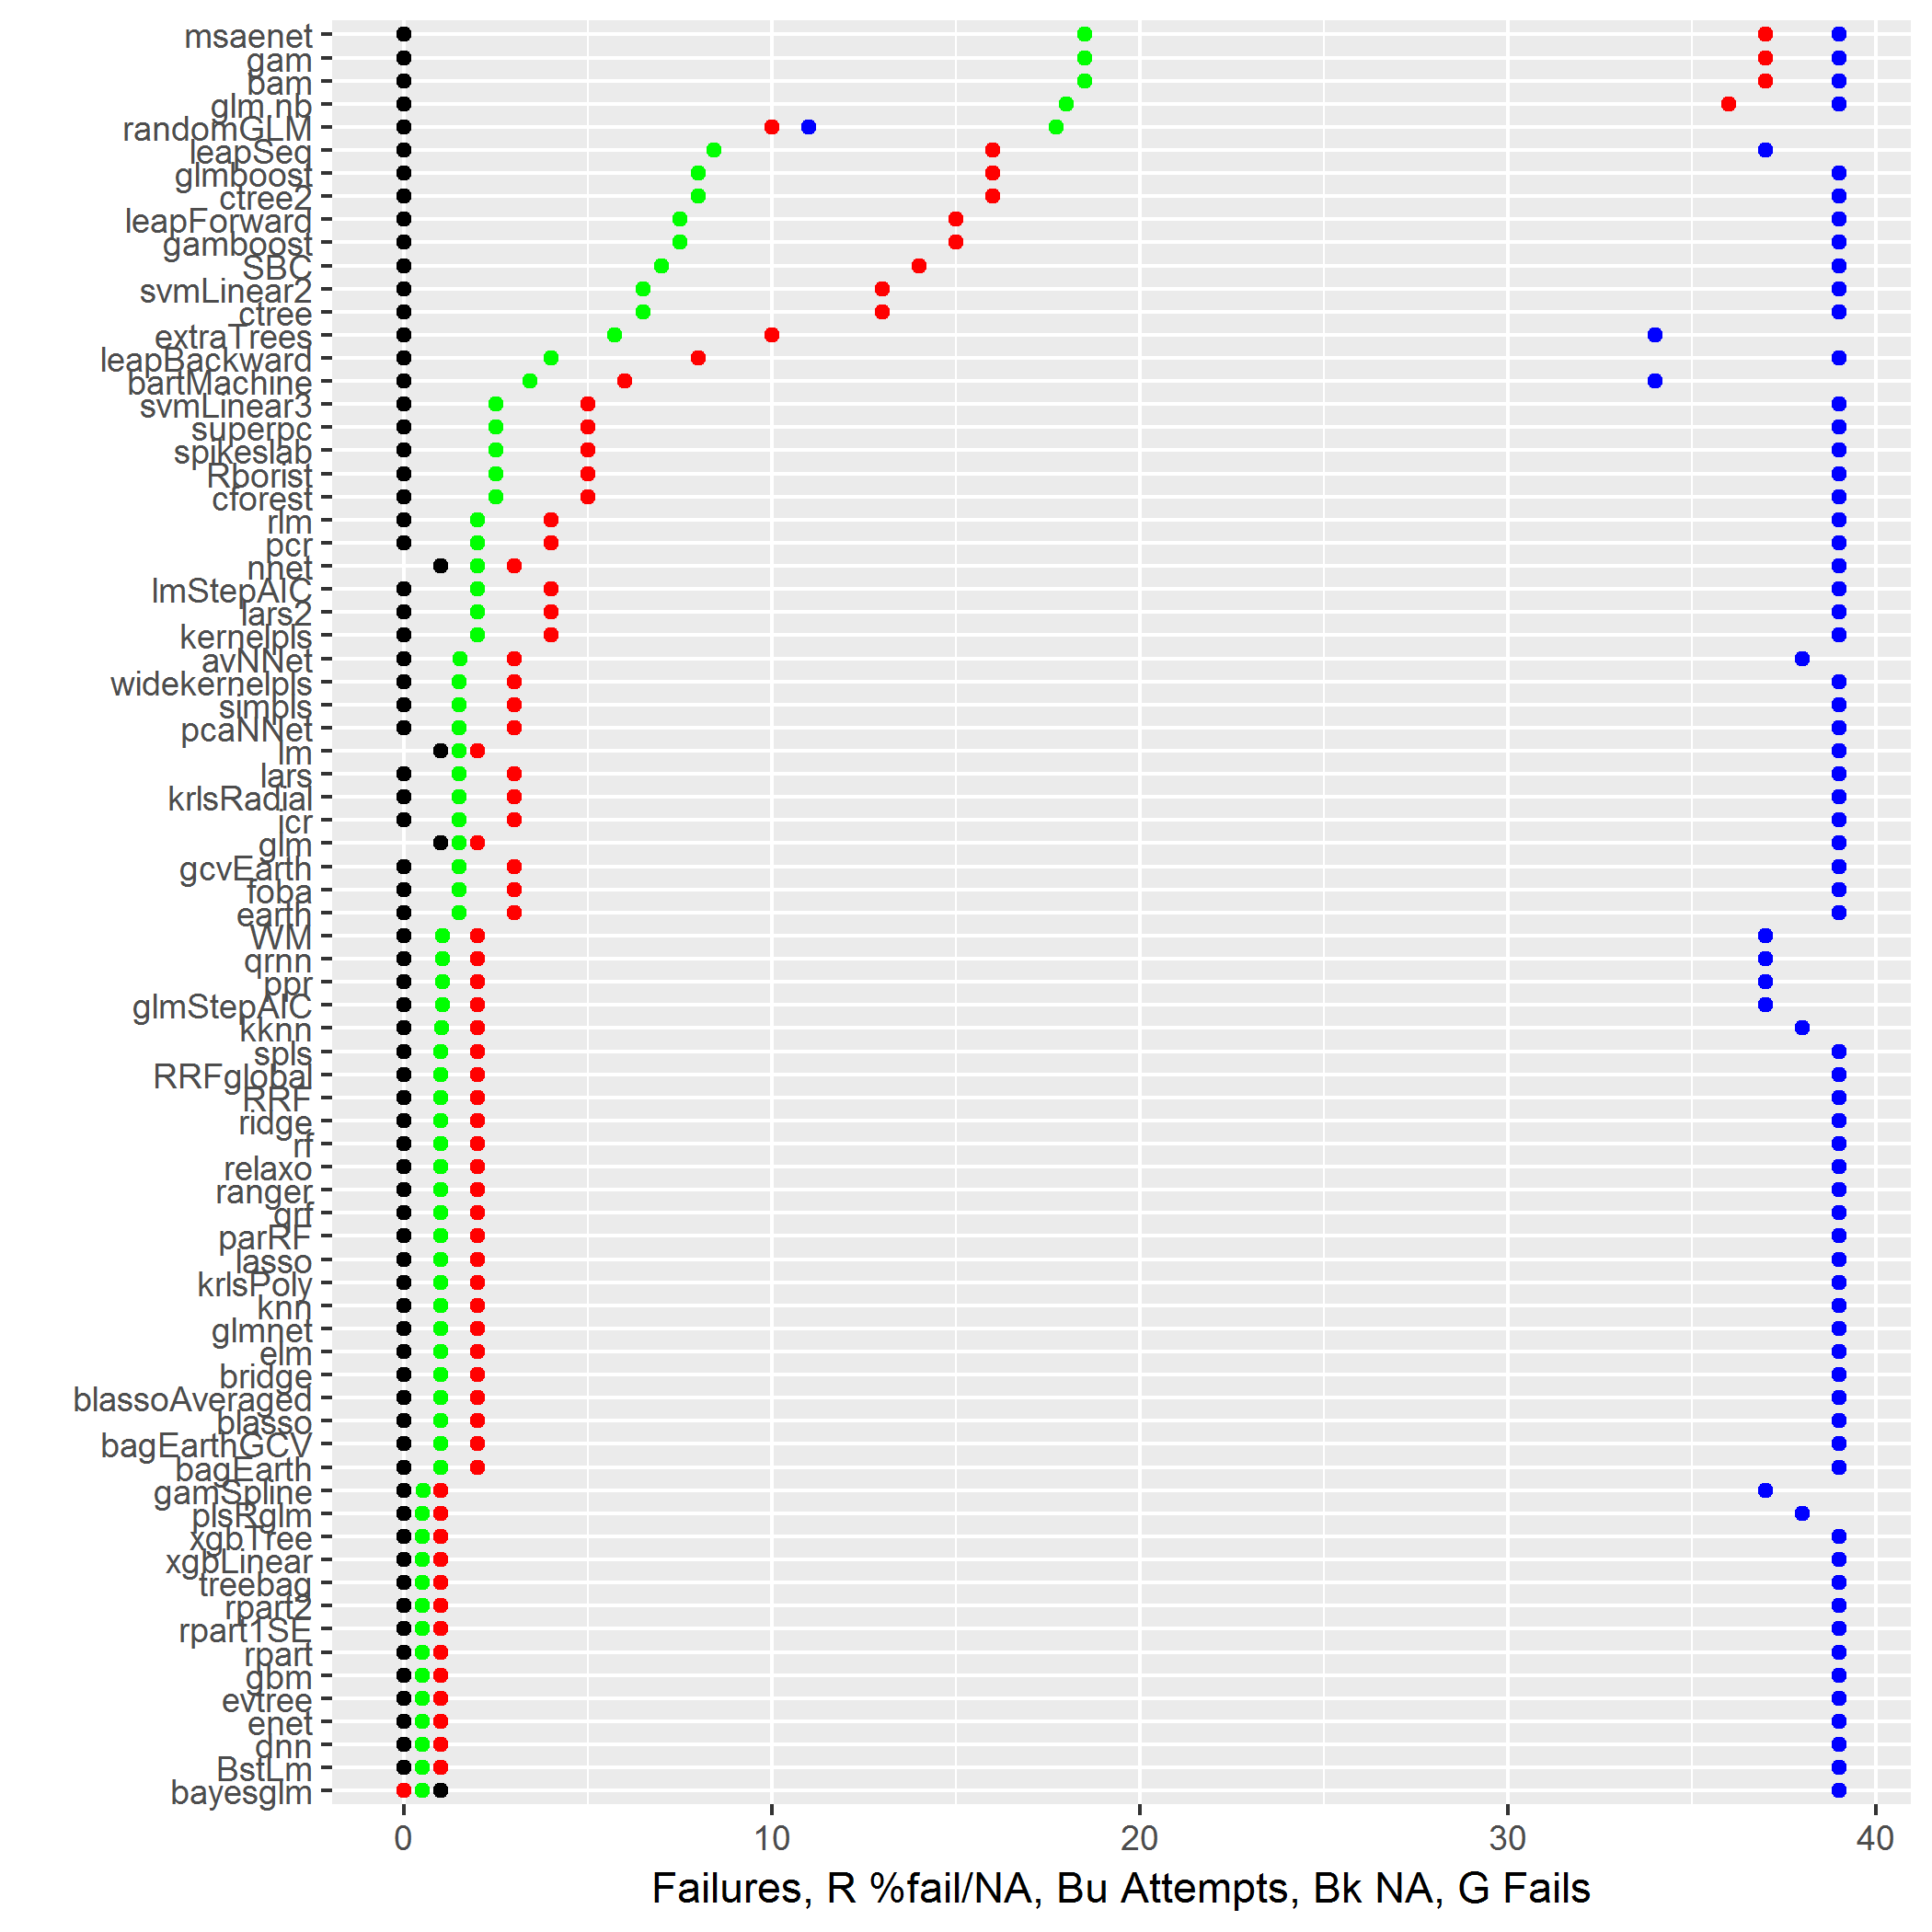 msaenet
gam
bam
glm.nb
randomGLM
leapSeq
glmboost
ctree2
leapForward
gamboost
SBC
svmLinear2
ctree
extraTrees
leapBackward
bartMachine
svmLinear3
superpc
spikeslab
Rborist
cforest
rlm
pcr
nnet
lmStepAIC
lars2
kernelpls
avNNet
widekernelpls
simpls
pcaNNet
lm
lars
krlsRadial
icr
glm
gcvEarth
foba
earth
WM
qrnn
ppr
glmStepAIC
kknn
spls
RRFglobal
RRF
ridge
rf
relaxo
ranger
qrf
parRF
lasso
krlsPoly
knn
glmnet
elm
bridge
blassoAveraged
blasso
bagEarthGCV
bagEarth
gamSpline
plsRglm
xgbTree
xgbLinear
treebag
rpart2
rpart1SE
rpart
gbm
evtree
enet
dnn
BstLm
bayesglm
0 10 20 30 40
Failures, R %fail/NA, Bu Attempts, Bk NA, G Fails